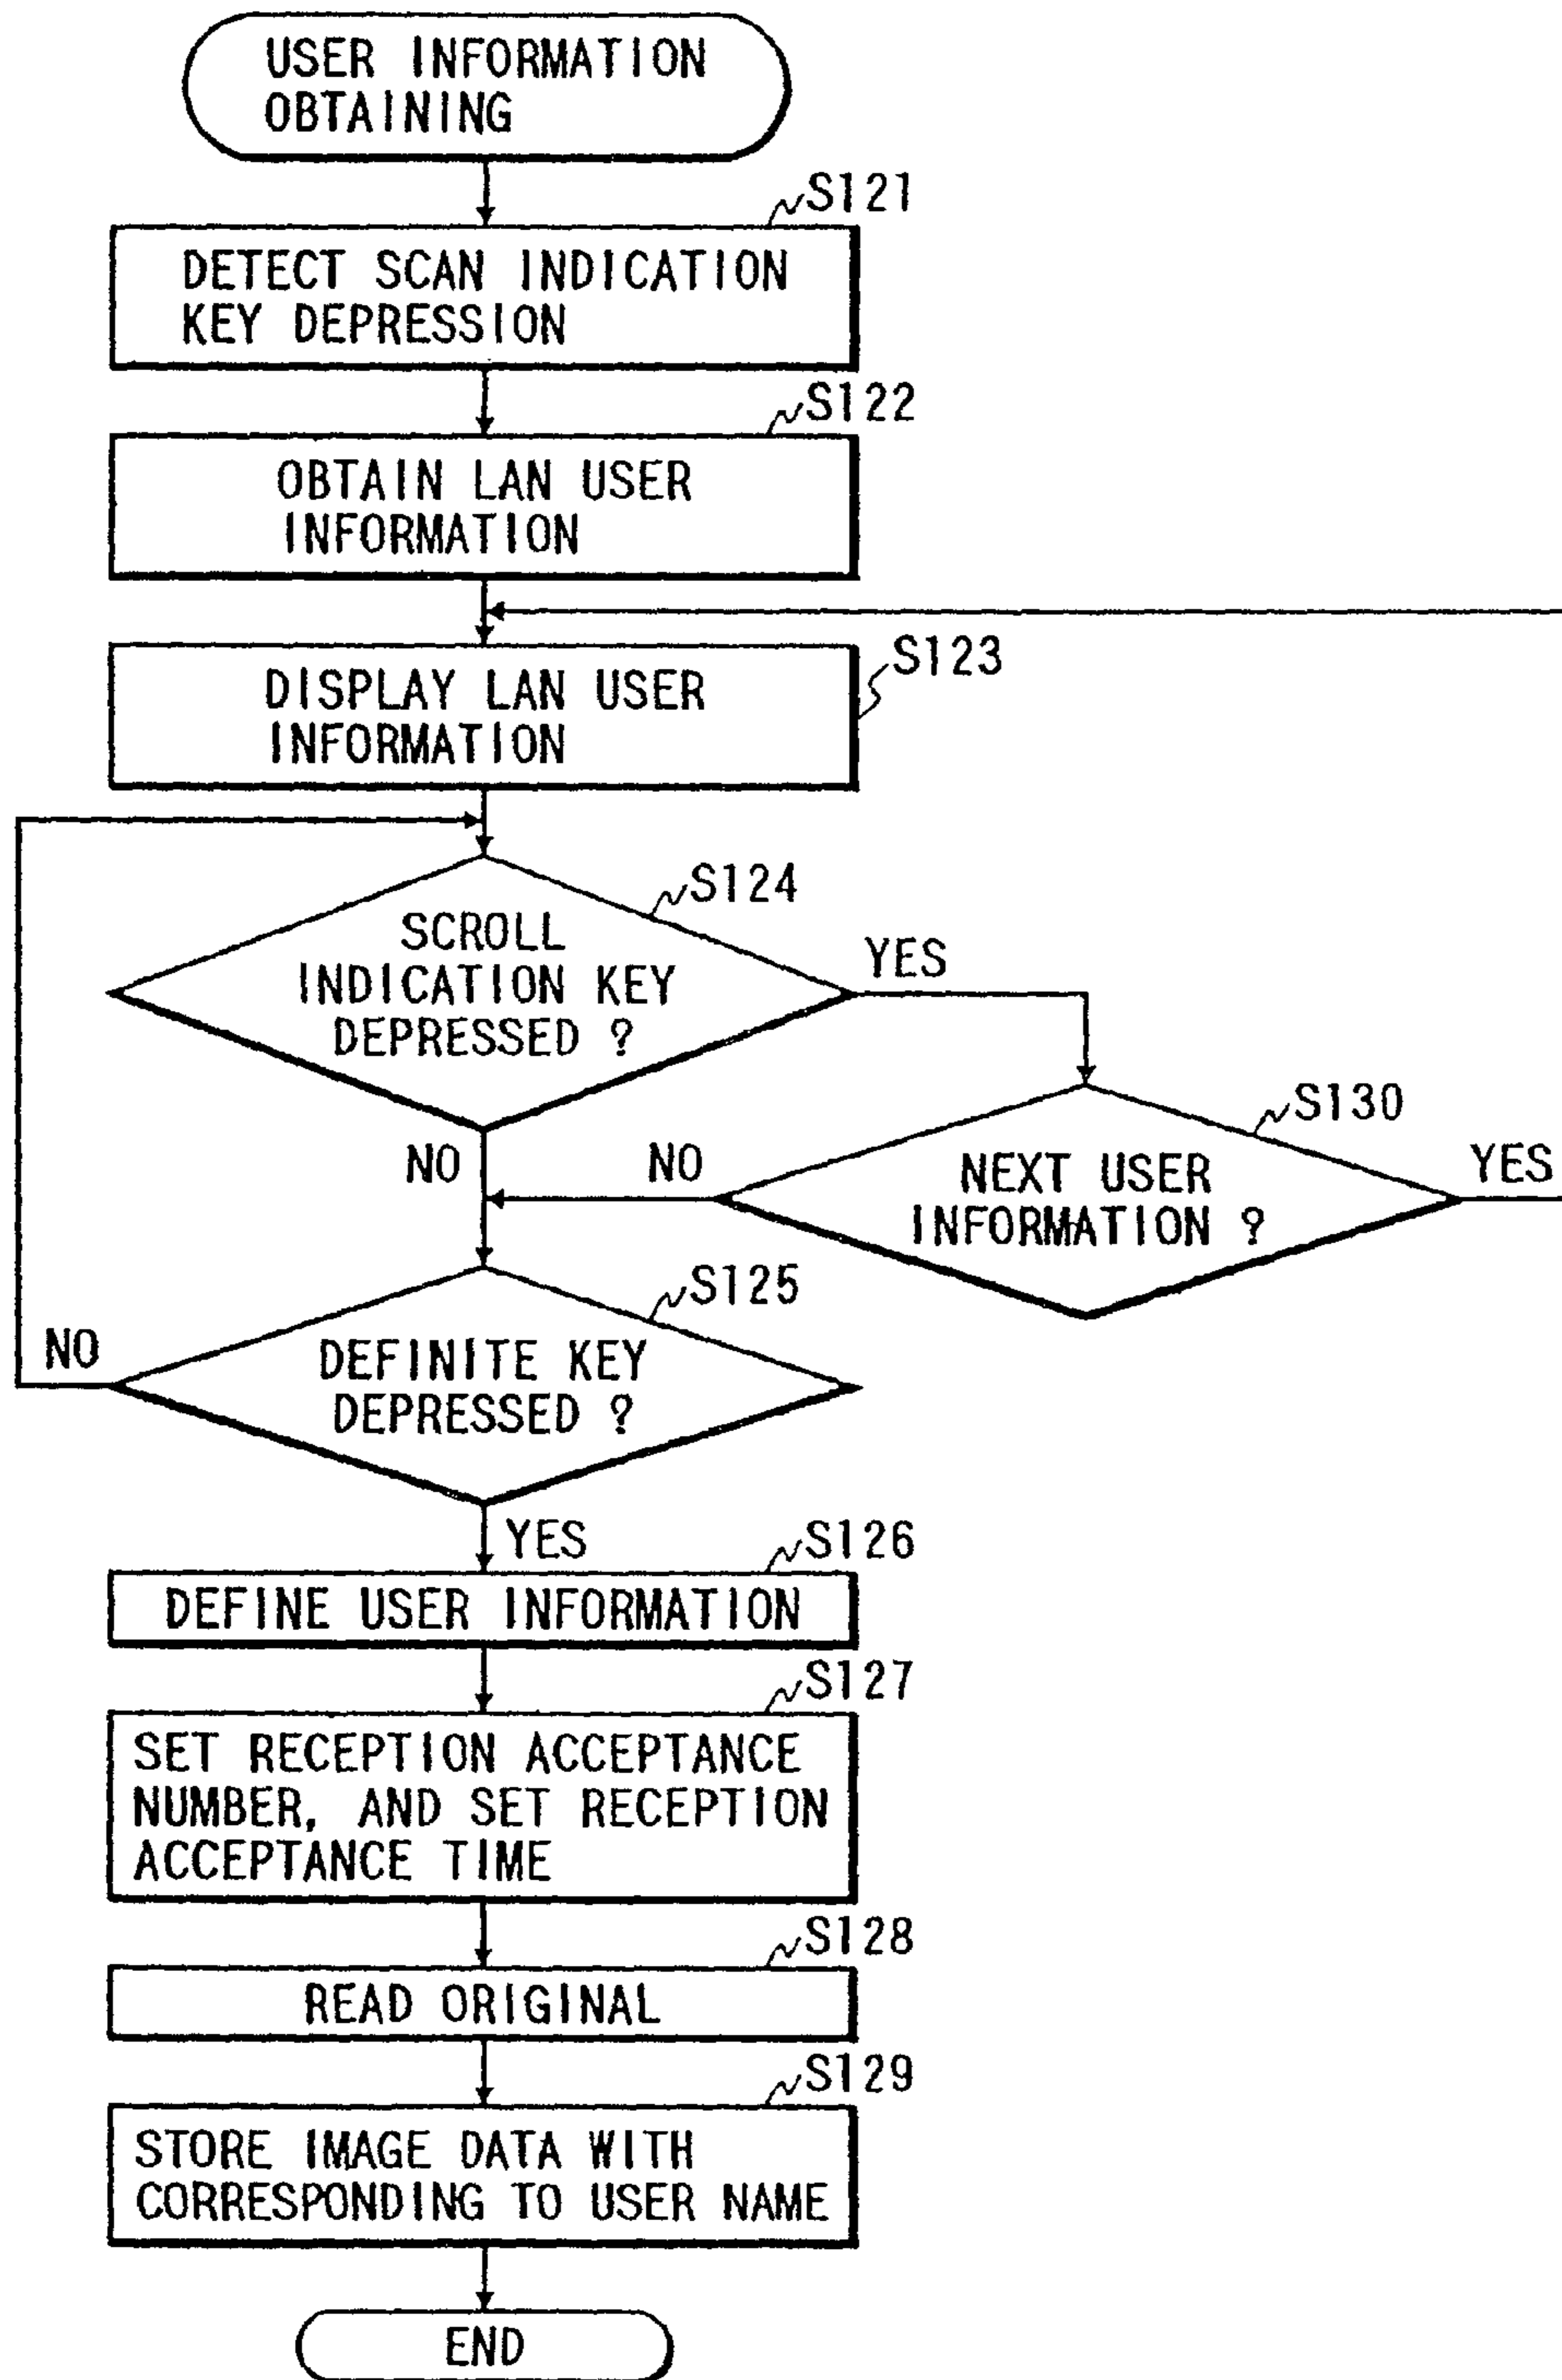 USER INFORMATION
OBTAINING
S121
DETECT SCAN INDICATION
KEY DEPRESSION
S122
OBTAIN LAN USER
INFORMATION
S123
DISPLAY LAN USER
INFORMATION
S124
SCROLL
INDICATION KEY
DEPRESSED ?
YES
S130
NO
NO
NEXT USER
INFORMATION ?
YES
S125
NO
DEFINITE KEY
DEPRESSED ?
YES
S126
DEFINE USER INFORMATION
S127
SET RECEPTION ACCEPTANCE
NUMBER, AND SET RECEPTION
ACCEPTANCE TIME
S128
READ ORIGINAL
S129
STORE IMAGE DATA WITH
CORRESPONDING TO USER NAME
END